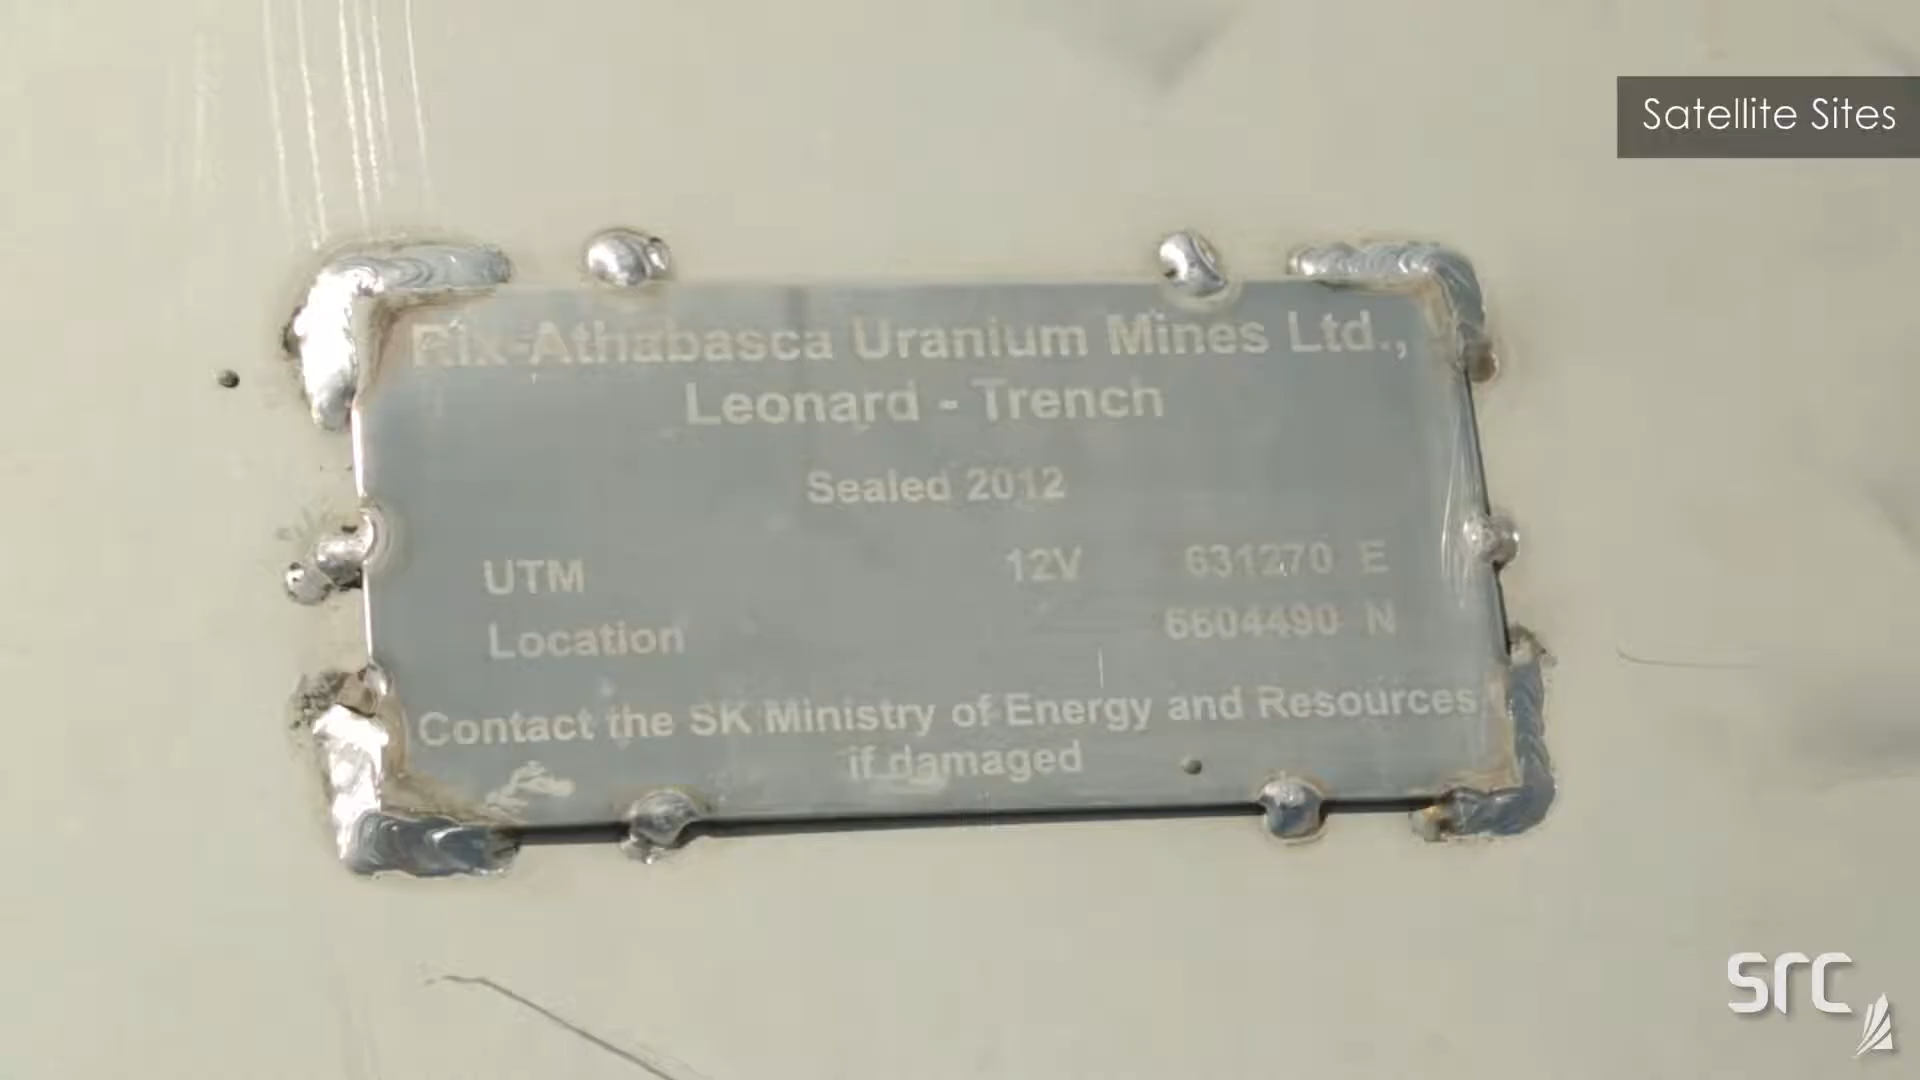 Satellite Sites
Rix-Athabasca Uranium Mines Ltd.,
Leonard - Trench
Sealed 2012
UTM 12V 631270 E
Location 6604490 N
Contact the SK Ministry of Energy and Resources
if damaged
src